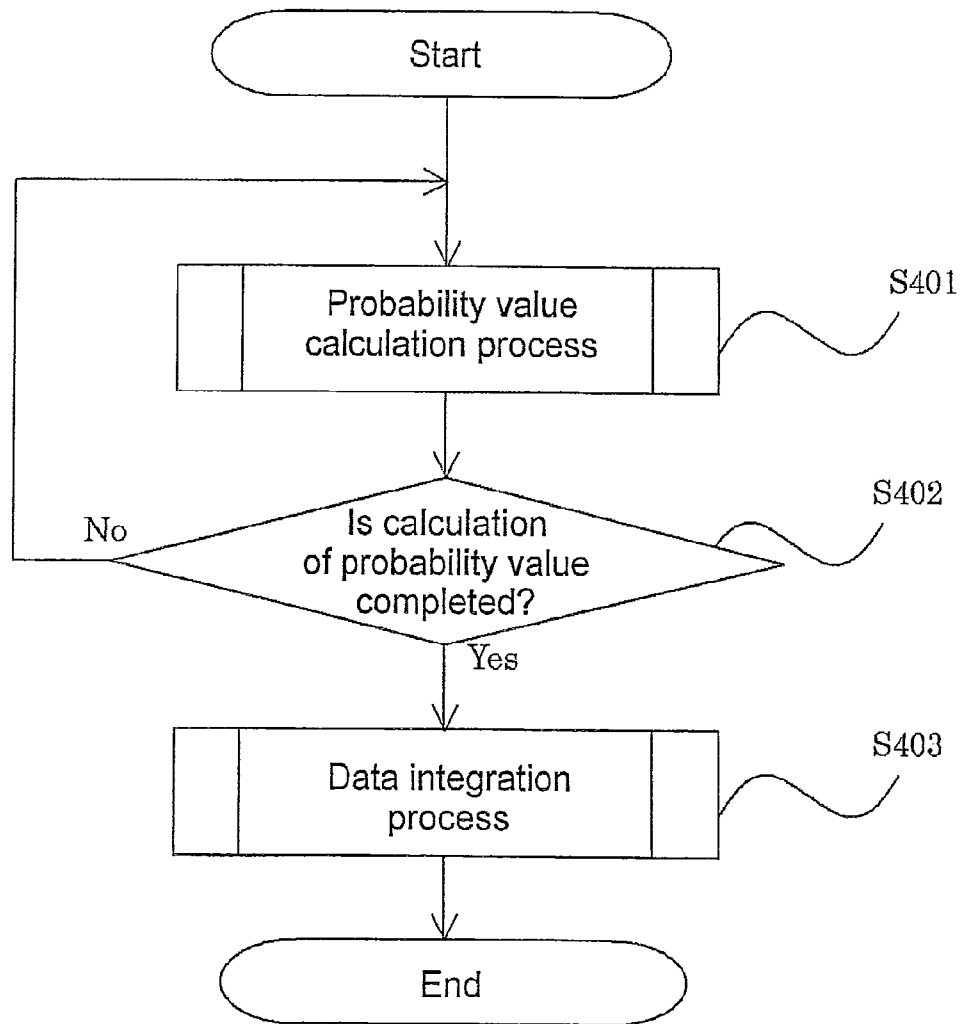 Start
Probability value
calculation process
S401
No
Is calculation
of probability value
completed?
S402
Yes
Data integration
process
S403
End